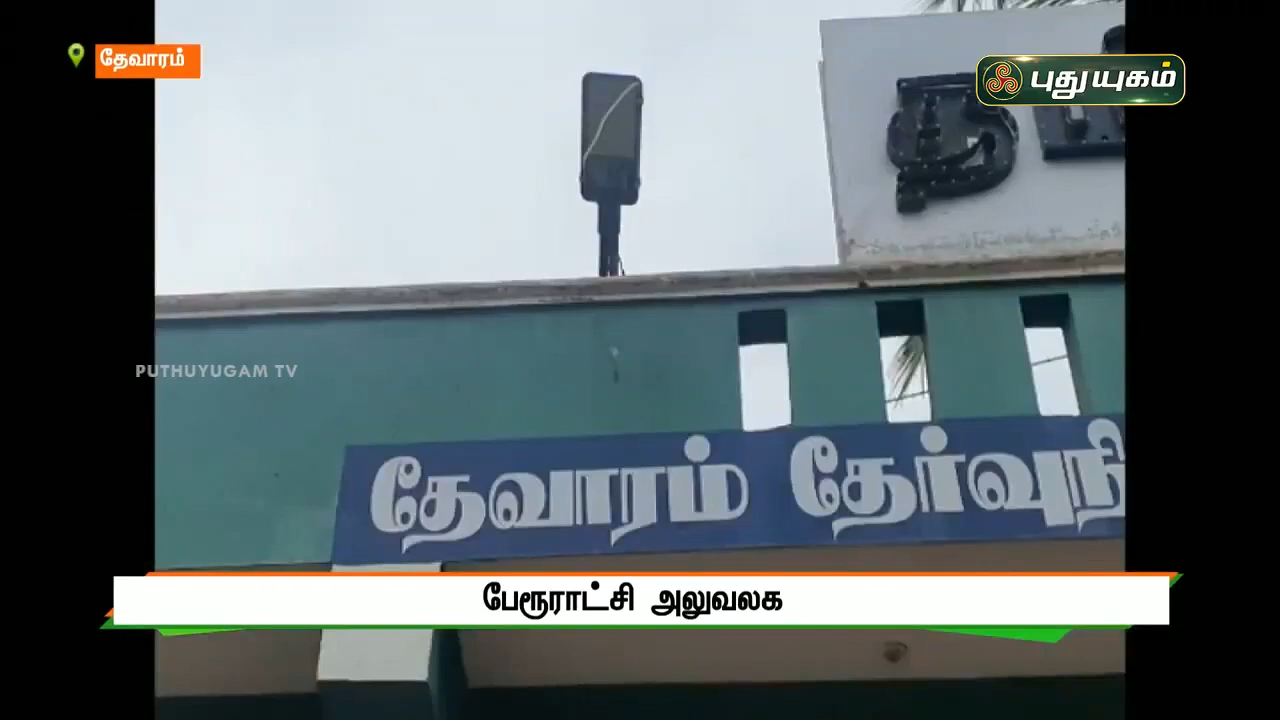 தேவாரம்
புதுயுகம்
PUTHUYUGAM TV
தேவாரம் தேர்வுநி
பேரூராட்சி அலுவலக